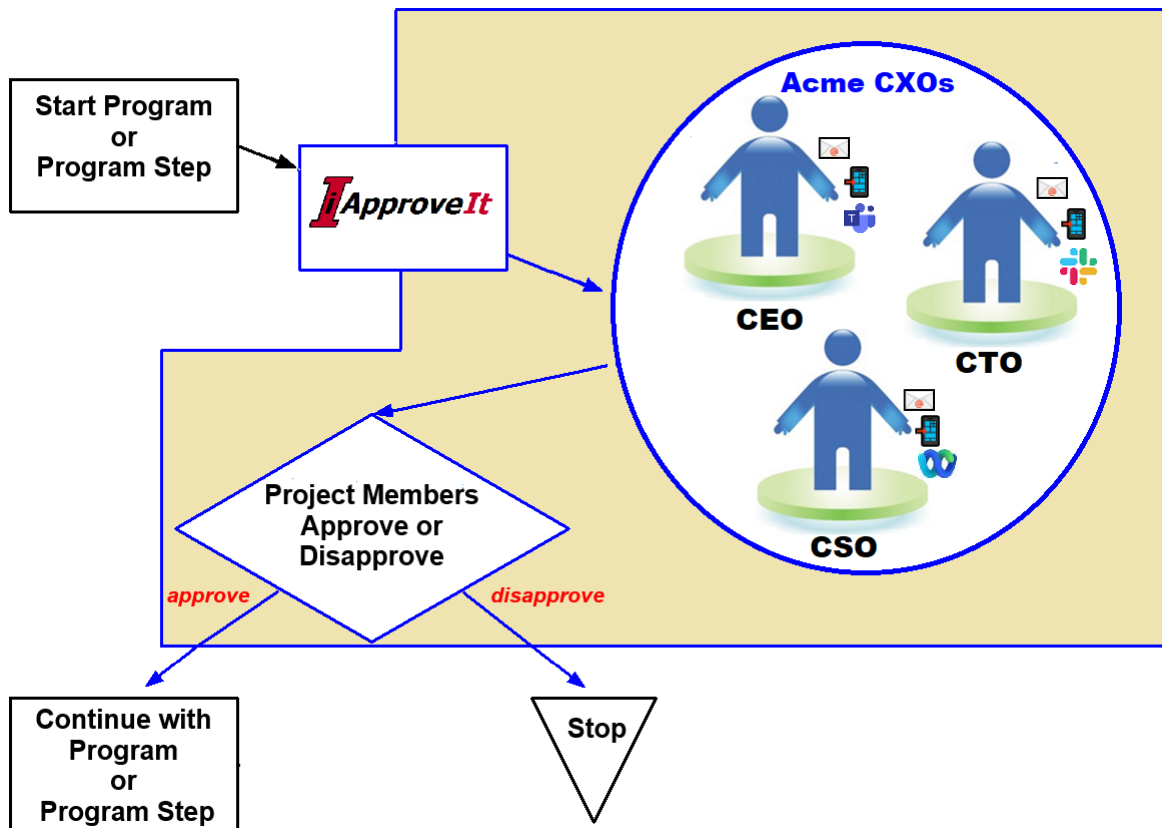 Start Program
or
Program Step
iApproveIt
Acme CXOs
CEO
CTO
CSO
Project Members
Approve or
Disapprove
approve
disapprove
Continue with
Program
or
Program Step
Stop